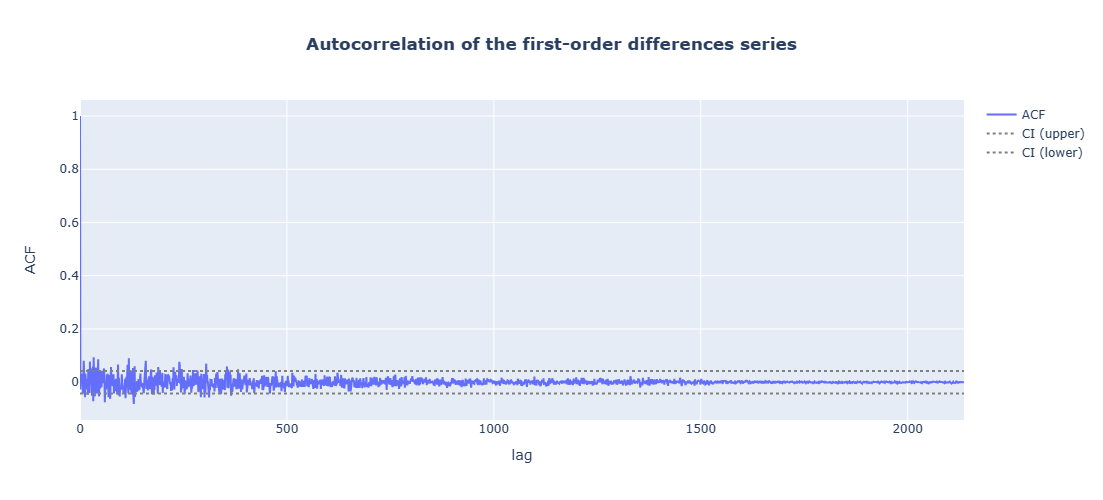 Autocorrelation of the first-order differences series
ACF
CI (upper)
CI (lower)
1
0.8
0.6
0.4
0.2
0
ACF
0
500
1000
1500
2000
lag